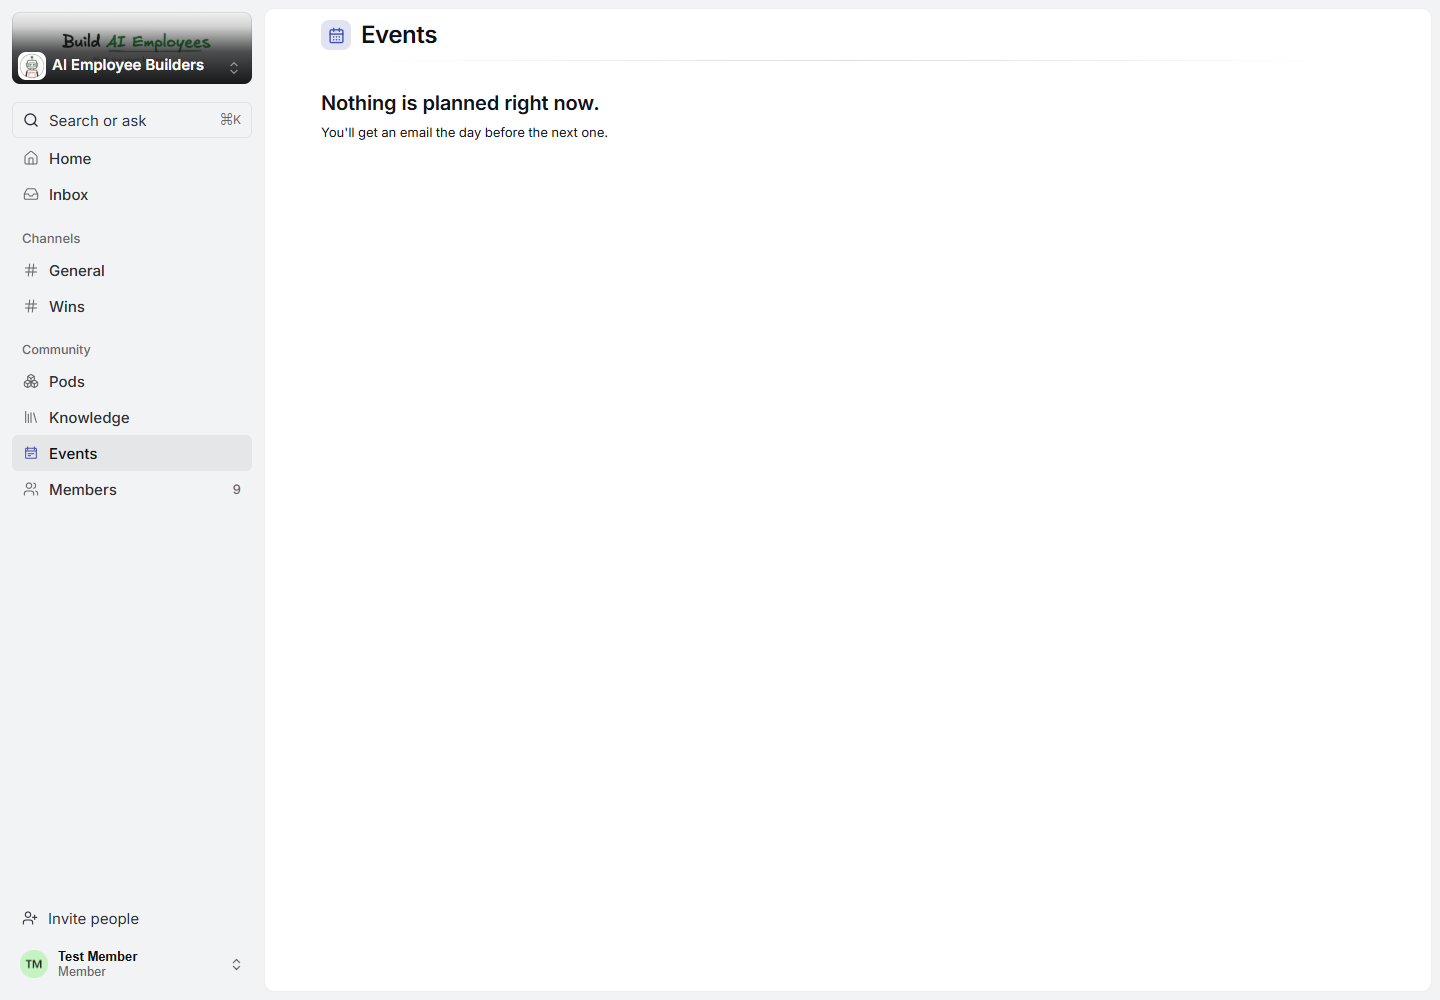 Build AI Employees
AI Employee Builders
Search or ask
⌘K
Home
Inbox
Channels
General
Wins
Community
Pods
Knowledge
Events
Members
9
Invite people
TM
Test Member
Member
Events
Nothing is planned right now.
You'll get an email the day before the next one.